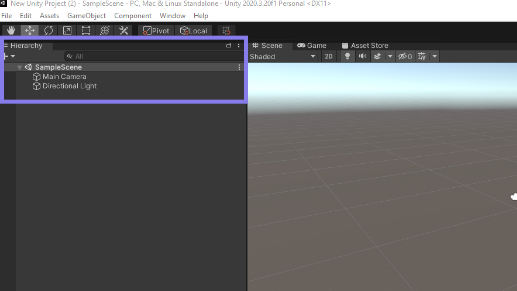 New Unity Project (2) - SampleScene - PC, Mac & Linux Standalone - Unity 2020.3.20f1 Personal <DX11>
File Edit Assets GameObject Component Window Help
Pivot Local
Hierarchy
All
SampleScene
Main Camera
Directional Light
Scene Game Asset Store
Shaded 2D 0